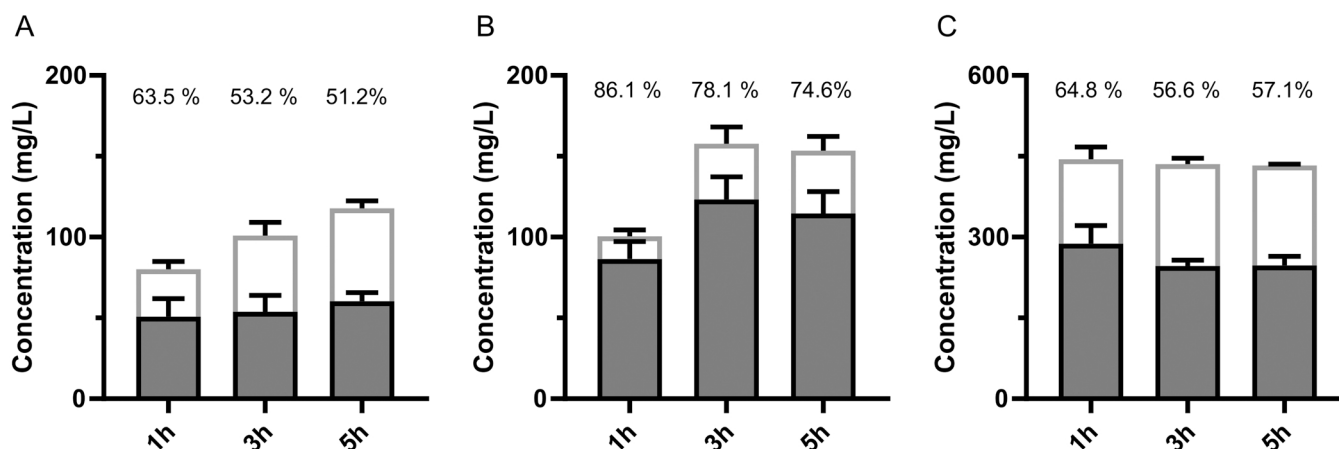 A
Concentration (mg/L)
200
100
0
63.5 %
53.2 %
51.2%
1h
3h
5h
B
Concentration (mg/L)
200
100
0
86.1 %
78.1 %
74.6%
1h
3h
5h
C
Concentration (mg/L)
600
300
0
64.8 %
56.6 %
57.1%
1h
3h
5h